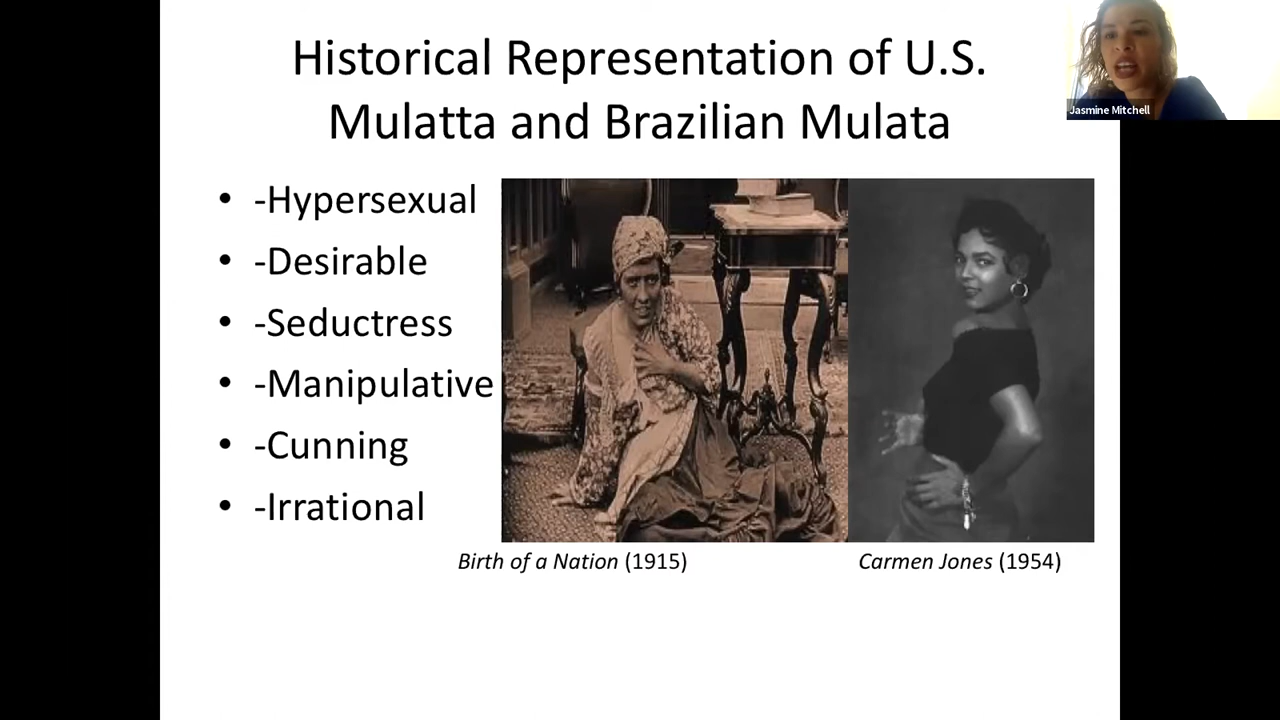 Historical Representation of U.S.
Mulatta and Brazilian Mulata
Jasmine Mitchell
• -Hypersexual
• -Desirable
• -Seductress
• -Manipulative
• -Cunning
• -Irrational
Birth of a Nation (1915)
Carmen Jones (1954)